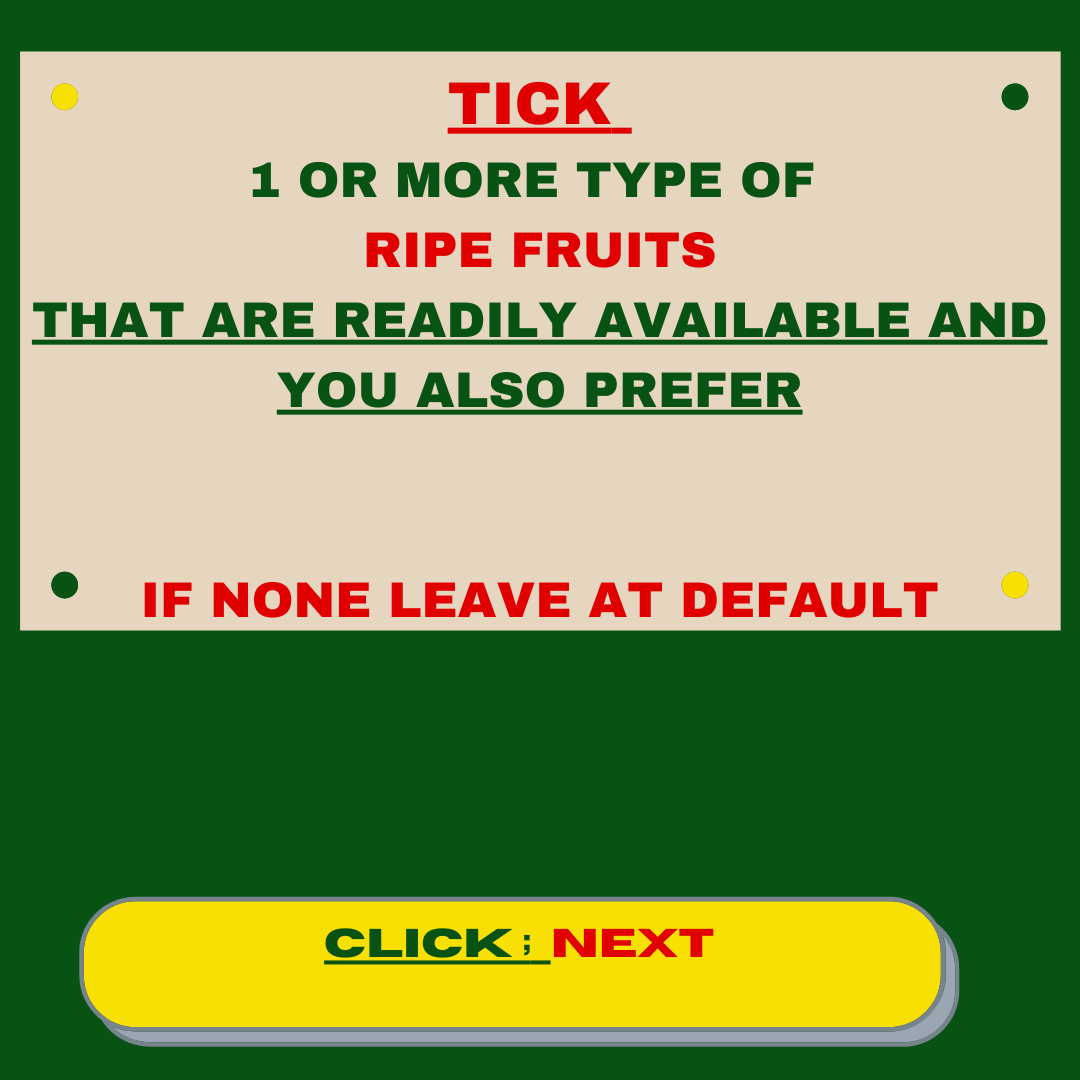 TICK
1 OR MORE TYPE OF
RIPE FRUITS
THAT ARE READILY AVAILABLE AND
YOU ALSO PREFER
IF NONE LEAVE AT DEFAULT
CLICK ; NEXT